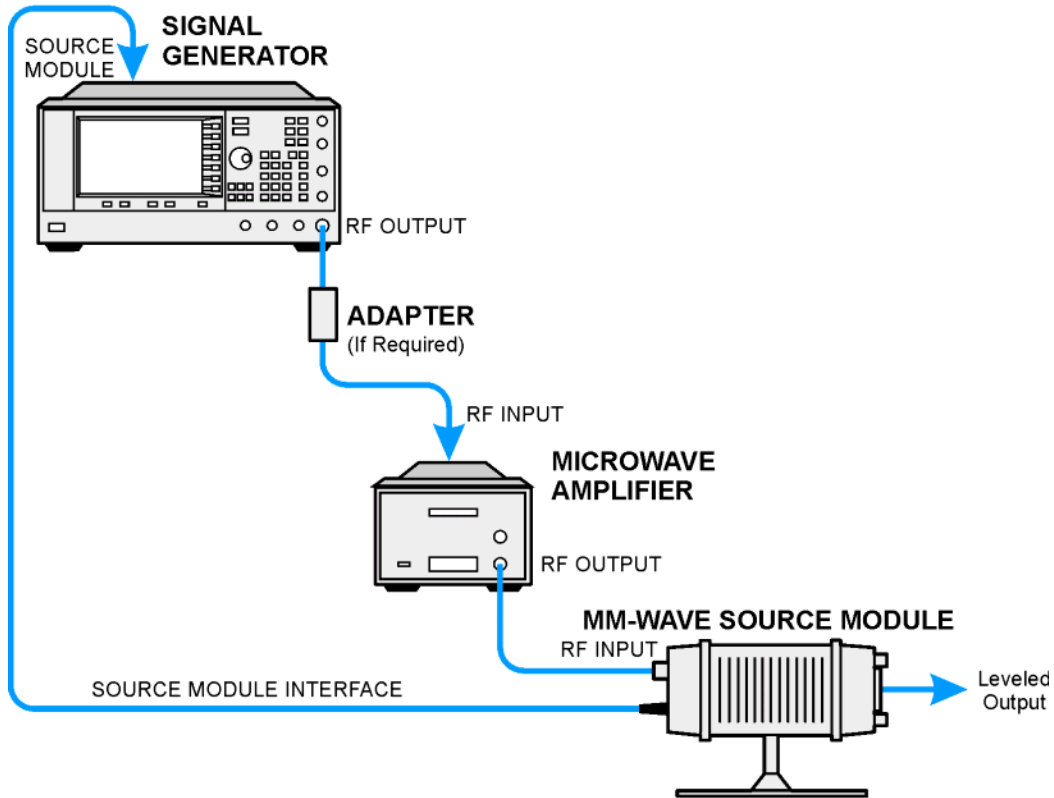 SOURCE
MODULE
SIGNAL
GENERATOR
RF OUTPUT
ADAPTER
(If Required)
RF INPUT
MICROWAVE
AMPLIFIER
RF OUTPUT
MM-WAVE SOURCE MODULE
RF INPUT
SOURCE MODULE INTERFACE
Leveled
Output